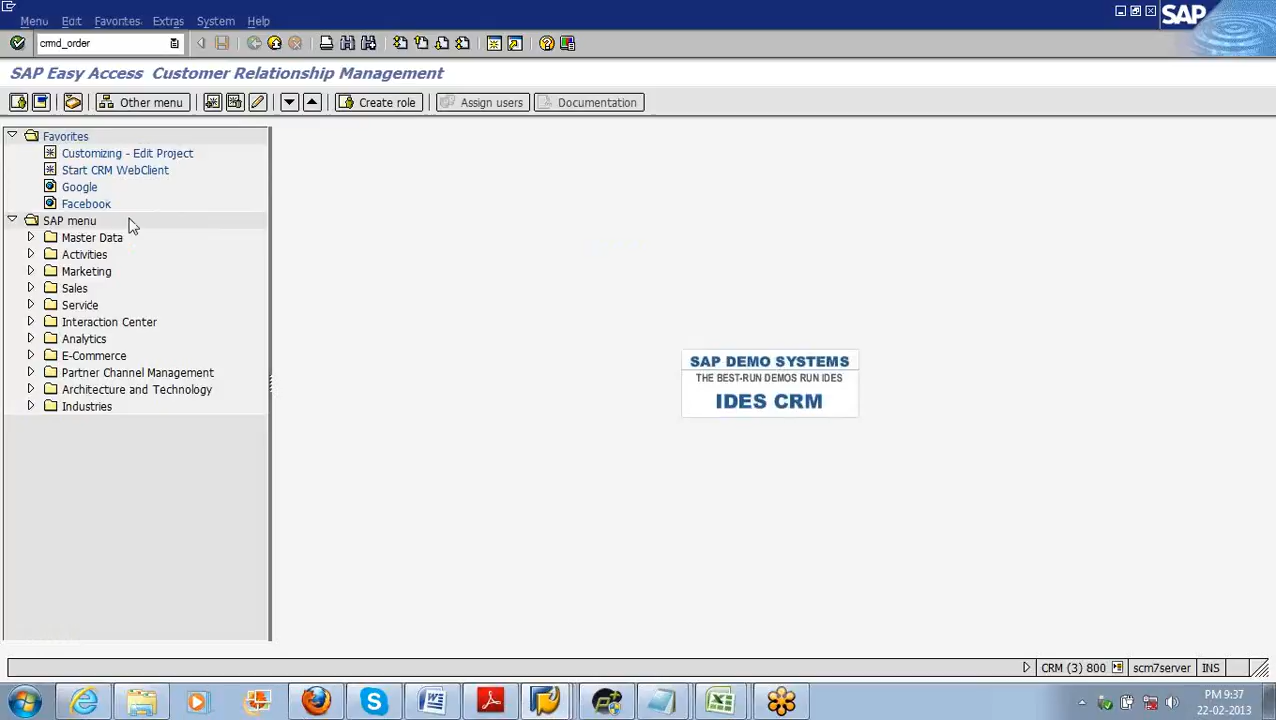 Menu Edit Favorites Extras System Help
SAP
crmd_order
SAP Easy Access Customer Relationship Management
Other menu Create role Assign users Documentation
Favorites
Customizing - Edit Project
Start CRM WebClient
Google
Facebook
SAP menu
Master Data
Activities
Marketing
Sales
Service
Interaction Center
Analytics
E-Commerce
Partner Channel Management
Architecture and Technology
Industries
SAP DEMO SYSTEMS
THE BEST-RUN DEMOS RUN IDES
IDES CRM
CRM (3) 800 scm7server INS
PM 9:37
22-02-2013